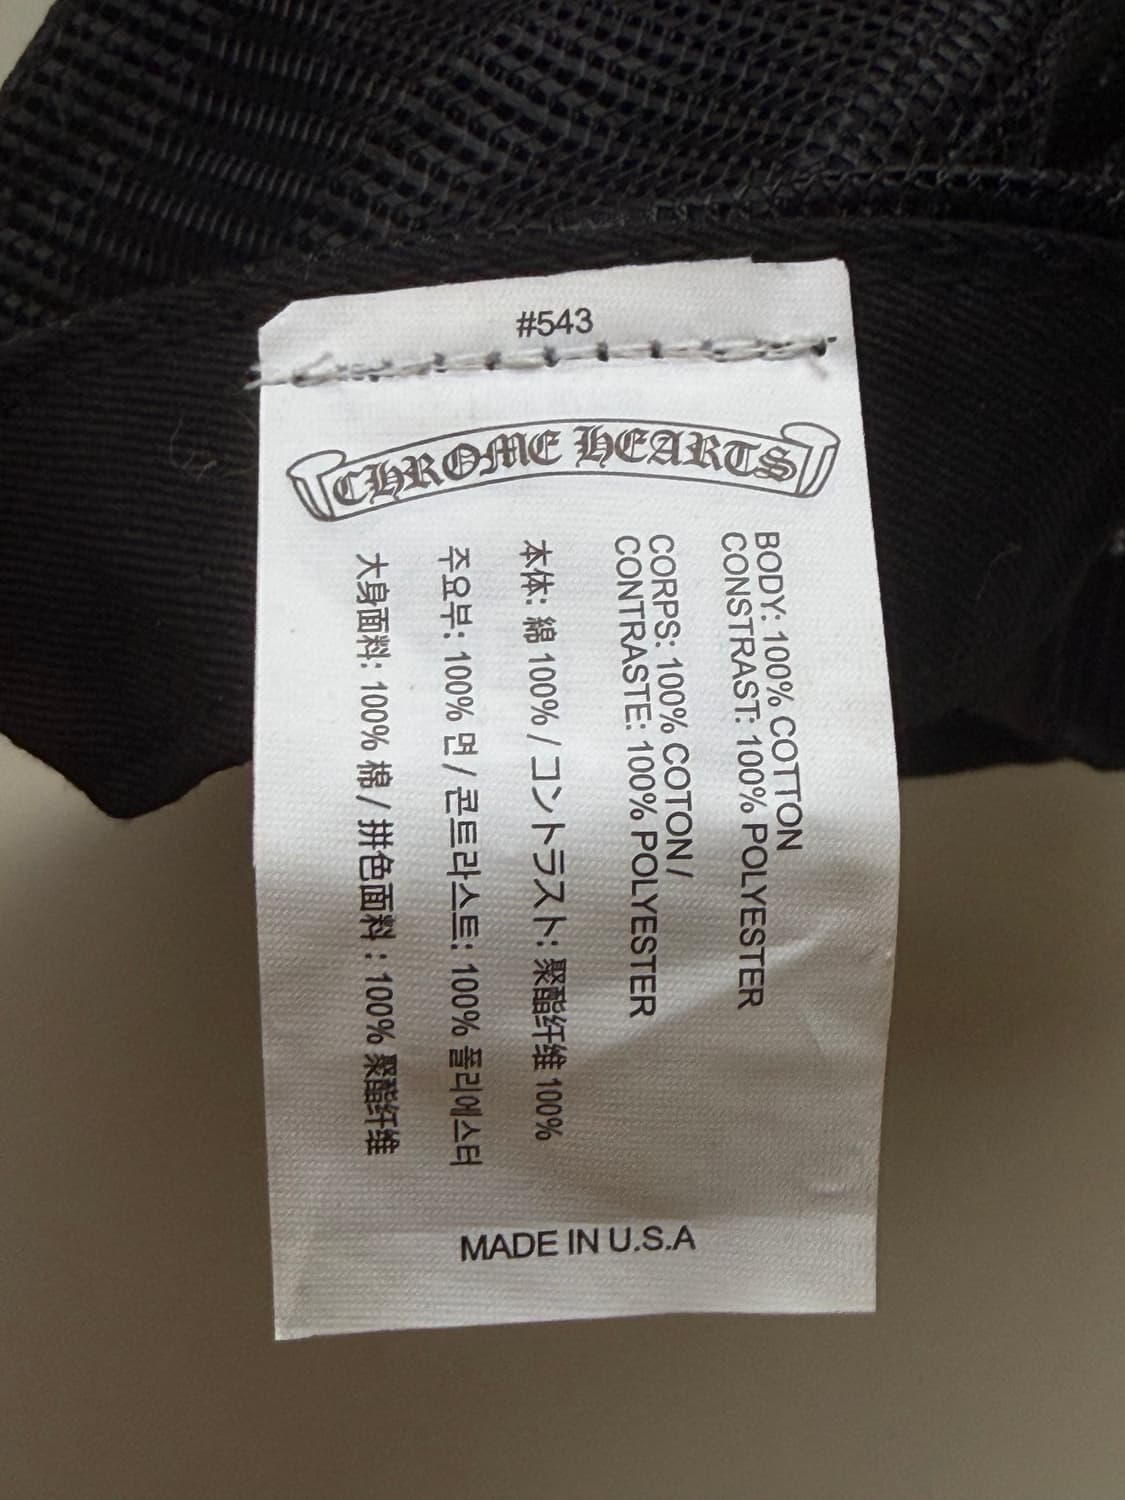 #543
CHROME HEARTS
BODY: 100% COTTON
CONSTRAST: 100% POLYESTER
CORPS: 100% COTON /
CONTRASTE: 100% POLYESTER
本体: 綿 100% / コントラスト: 聚酯纤维 100%
주요부: 100% 면 / 콘트라스트: 100% 폴리에스터
大身面料: 100% 棉 / 拼色面料 : 100% 聚酯纤维
MADE IN U.S.A